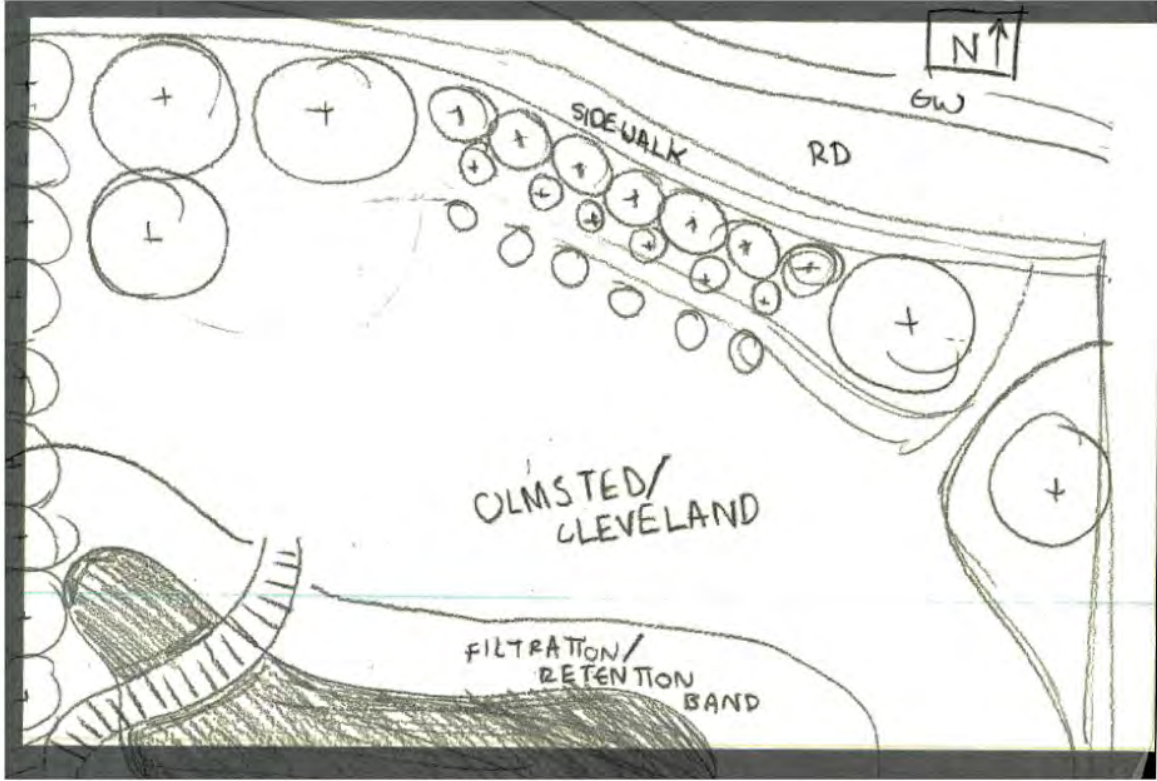 N
GW
SIDEWALK
RD
OLMSTED/
CLEVELAND
FILTRATION/
RETENTION
BAND